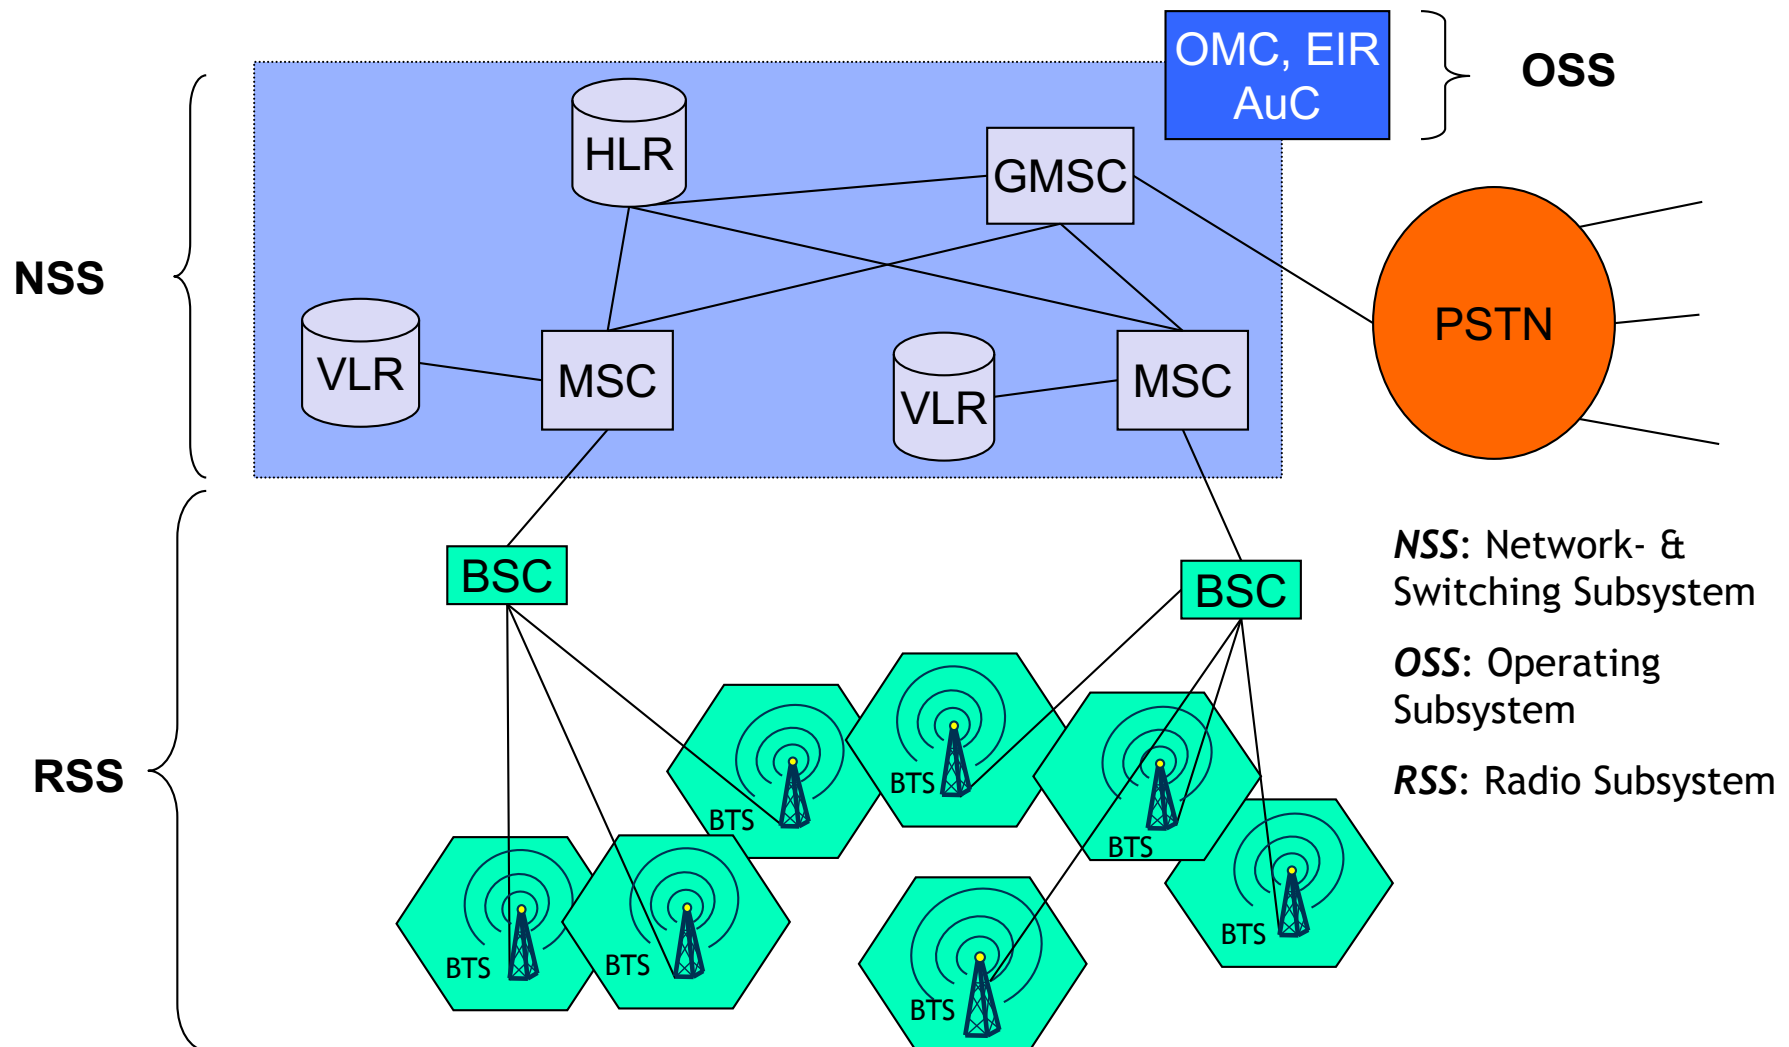 OMC, EIR
AuC
OSS
HLR
GMSC
NSS
PSTN
VLR
MSC
VLR
MSC
BSC
BSC
NSS: Network- &
Switching Subsystem
OSS: Operating
Subsystem
RSS: Radio Subsystem
RSS
BTS
BTS
BTS
BTS
BTS
BTS
BTS